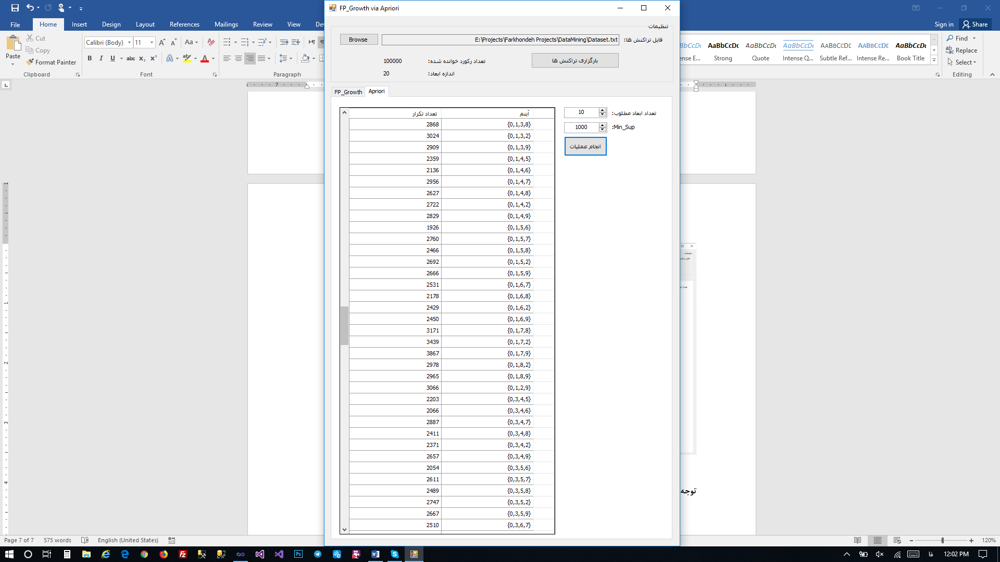 FP_Growth via Apriori
File Home Insert Design Layout References Mailings Review View De
Sign in Share
Paste
Cut
Copy
Format Painter
Calibri (Body) 11
Clipboard Font Paragraph
Strong Quote Intense Q... Subtle Ref... Intense Re... Book Title
Find
Replace
Select
Editing
تنظیمات
فایل تراکنش ها: E:\Projects\Farkhondeh Projects\DataMining\Dataset.txt Browse
بارگزاری تراکنش ها
تعداد رکورد خوانده شده: 100000
اندازه ابعاد: 20
FP_Growth Apriori
تعداد ابعاد مطلوب: 10
Min_Sup: 1000
انجام عملیات
آیتم تعداد تکرار
{0,1,3,8} 2868
{0,1,3,2} 3024
{0,1,3,9} 2909
{0,1,4,5} 2359
{0,1,4,6} 2136
{0,1,4,7} 2956
{0,1,4,8} 2627
{0,1,4,2} 2722
{0,1,4,9} 2829
{0,1,5,6} 1926
{0,1,5,7} 2760
{0,1,5,8} 2466
{0,1,5,2} 2692
{0,1,5,9} 2666
{0,1,6,7} 2531
{0,1,6,8} 2178
{0,1,6,2} 2429
{0,1,6,9} 2450
{0,1,7,8} 3171
{0,1,7,2} 3439
{0,1,7,9} 3867
{0,1,8,2} 2978
{0,1,8,9} 2965
{0,1,2,9} 3066
{0,3,4,5} 2203
{0,3,4,6} 2066
{0,3,4,7} 2887
{0,3,4,8} 2411
{0,3,4,2} 2371
{0,3,4,9} 2657
{0,3,5,6} 2054
{0,3,5,7} 2611
{0,3,5,8} 2489
{0,3,5,2} 2747
{0,3,5,9} 2667
{0,3,6,7} 2510
توجه
Page 7 of 7 575 words English (United States) 120%
فا 12:02 PM